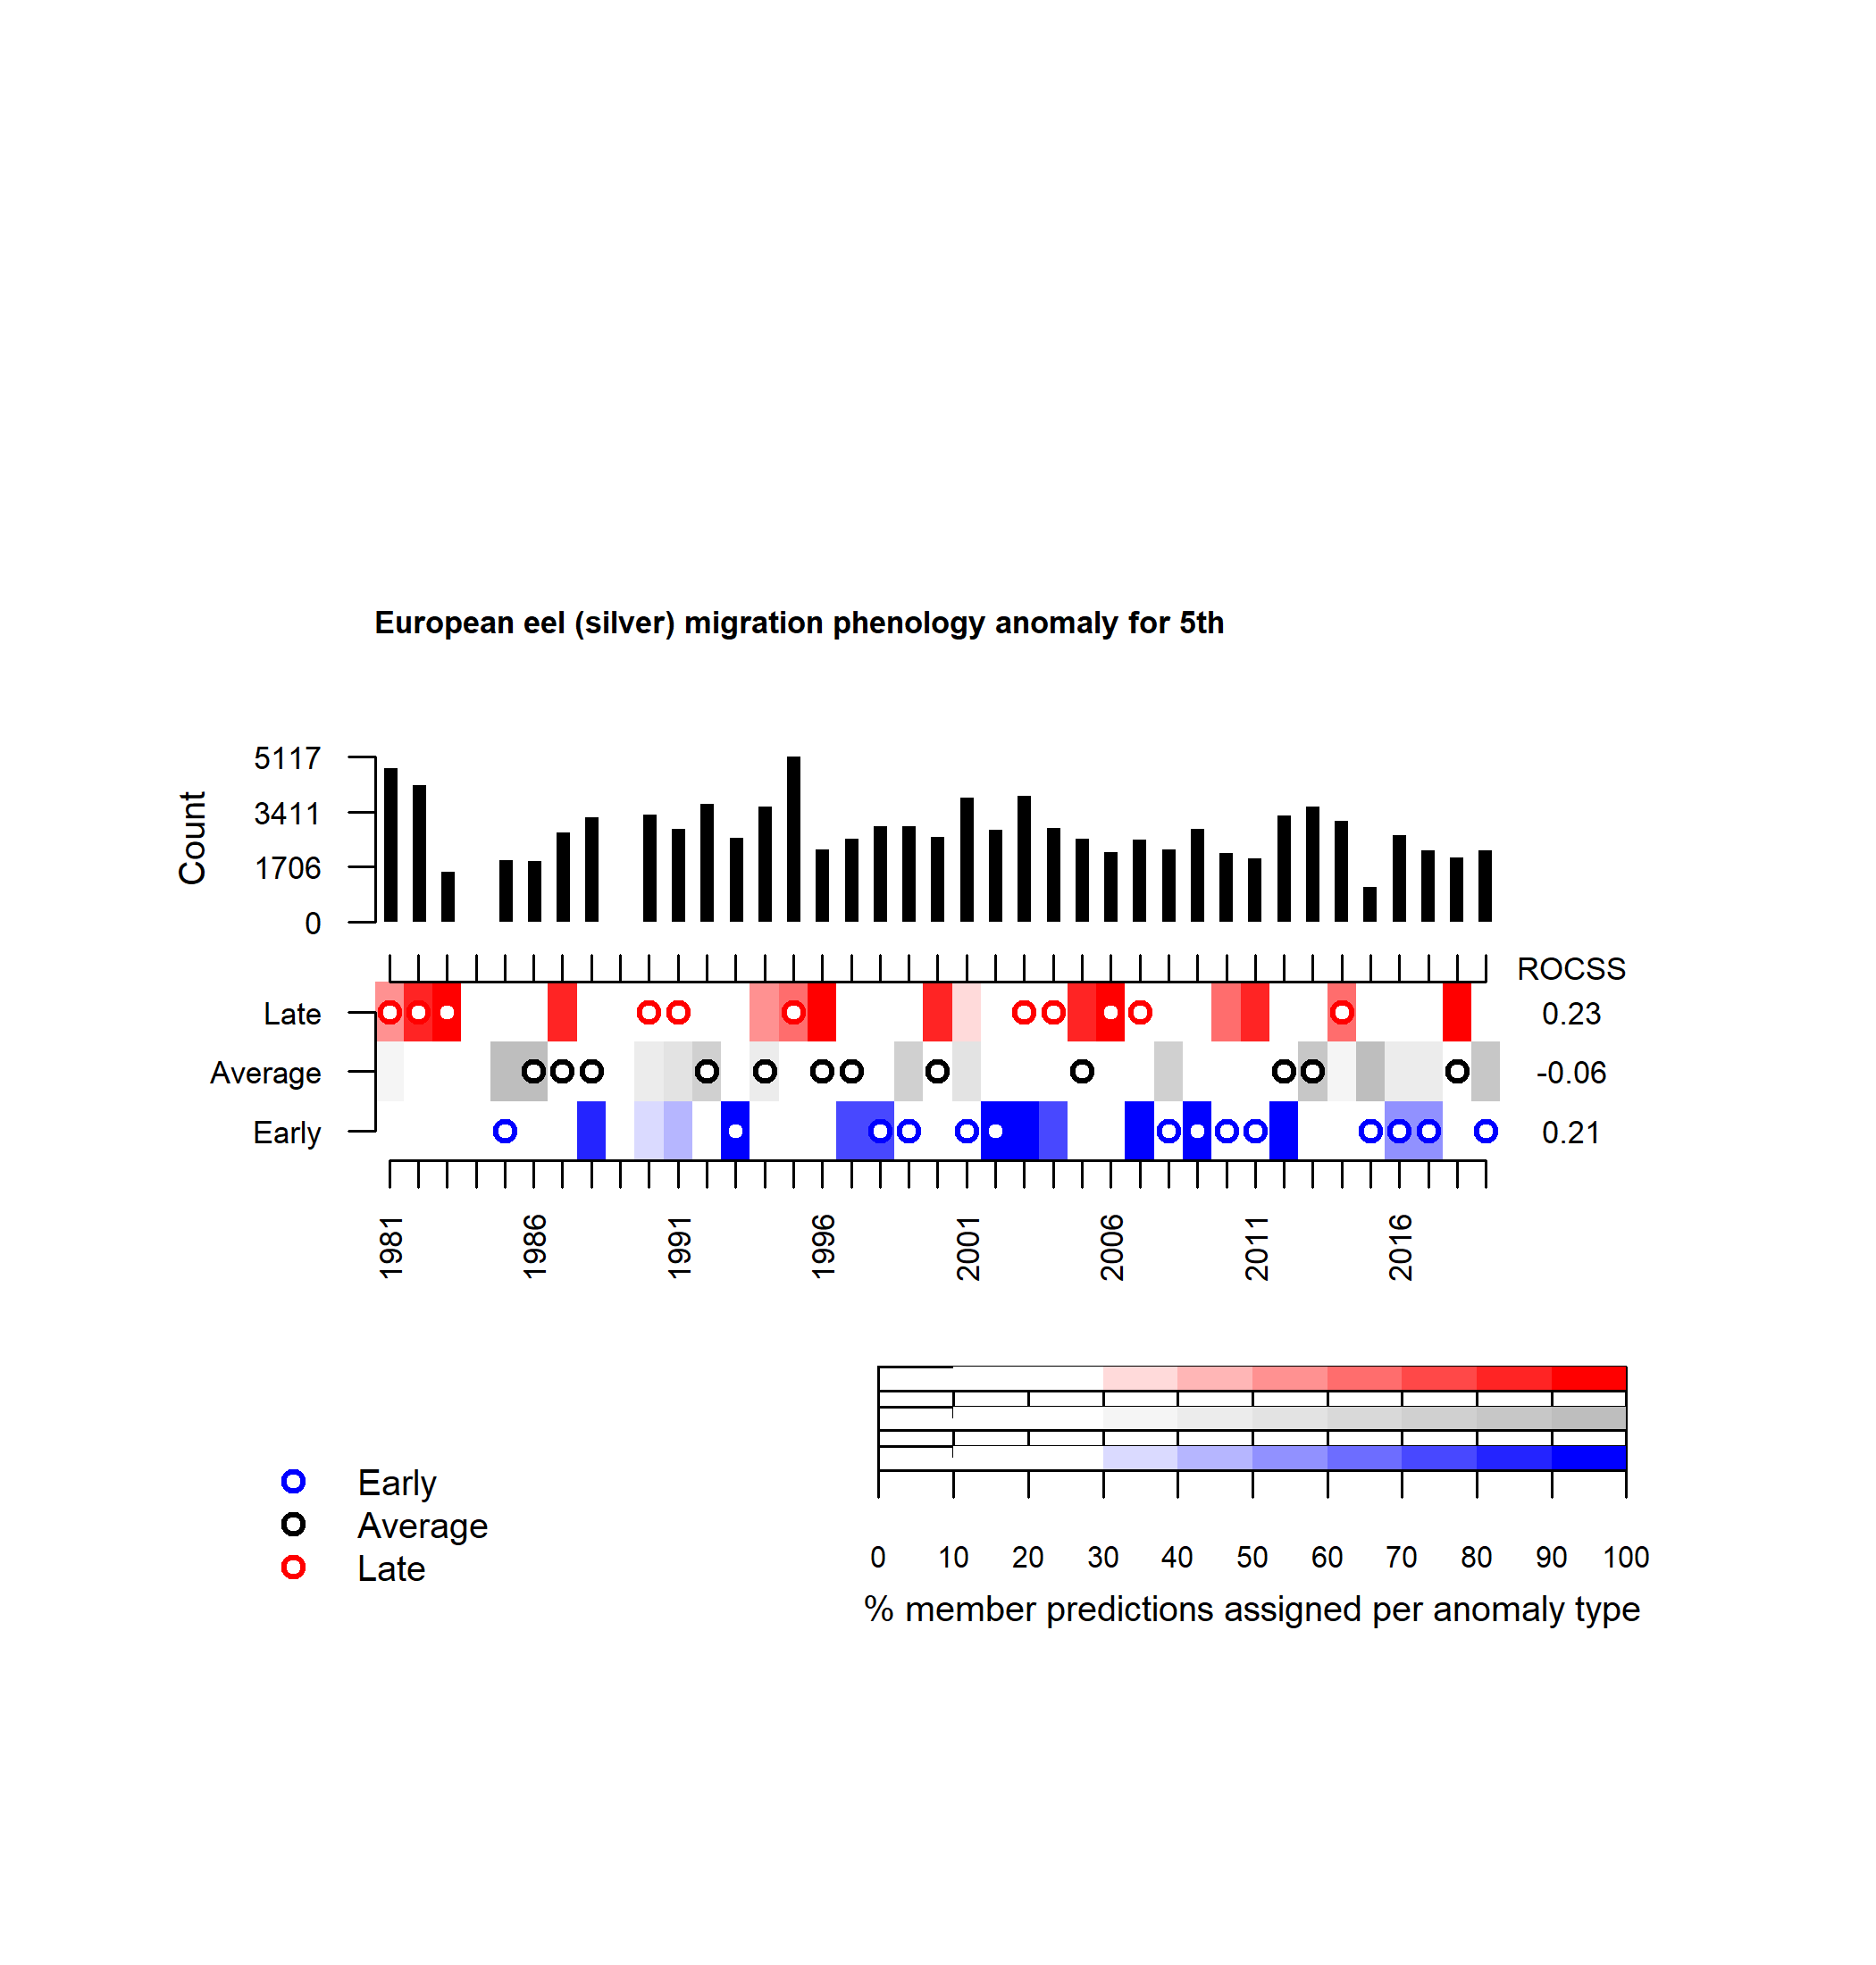 European eel (silver) migration phenology anomaly for 5th
Count
5117
3411
1706
0
ROCSS
Late 0.23
Average -0.06
Early 0.21
1981 1986 1991 1996 2001 2006 2011 2016
Early
Average
Late
0 10 20 30 40 50 60 70 80 90 100
% member predictions assigned per anomaly type